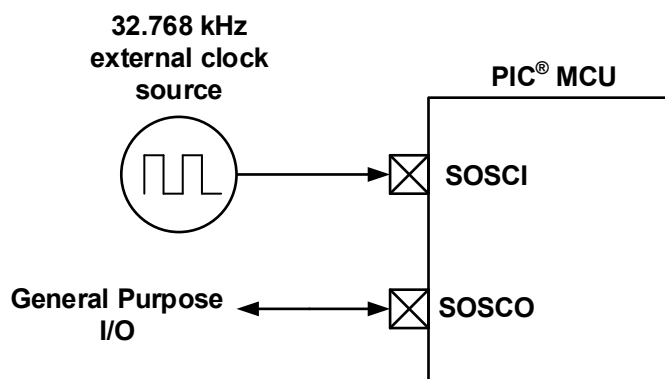 32.768 kHz
external clock
source
PIC® MCU
SOSCI
General Purpose
I/O
SOSCO